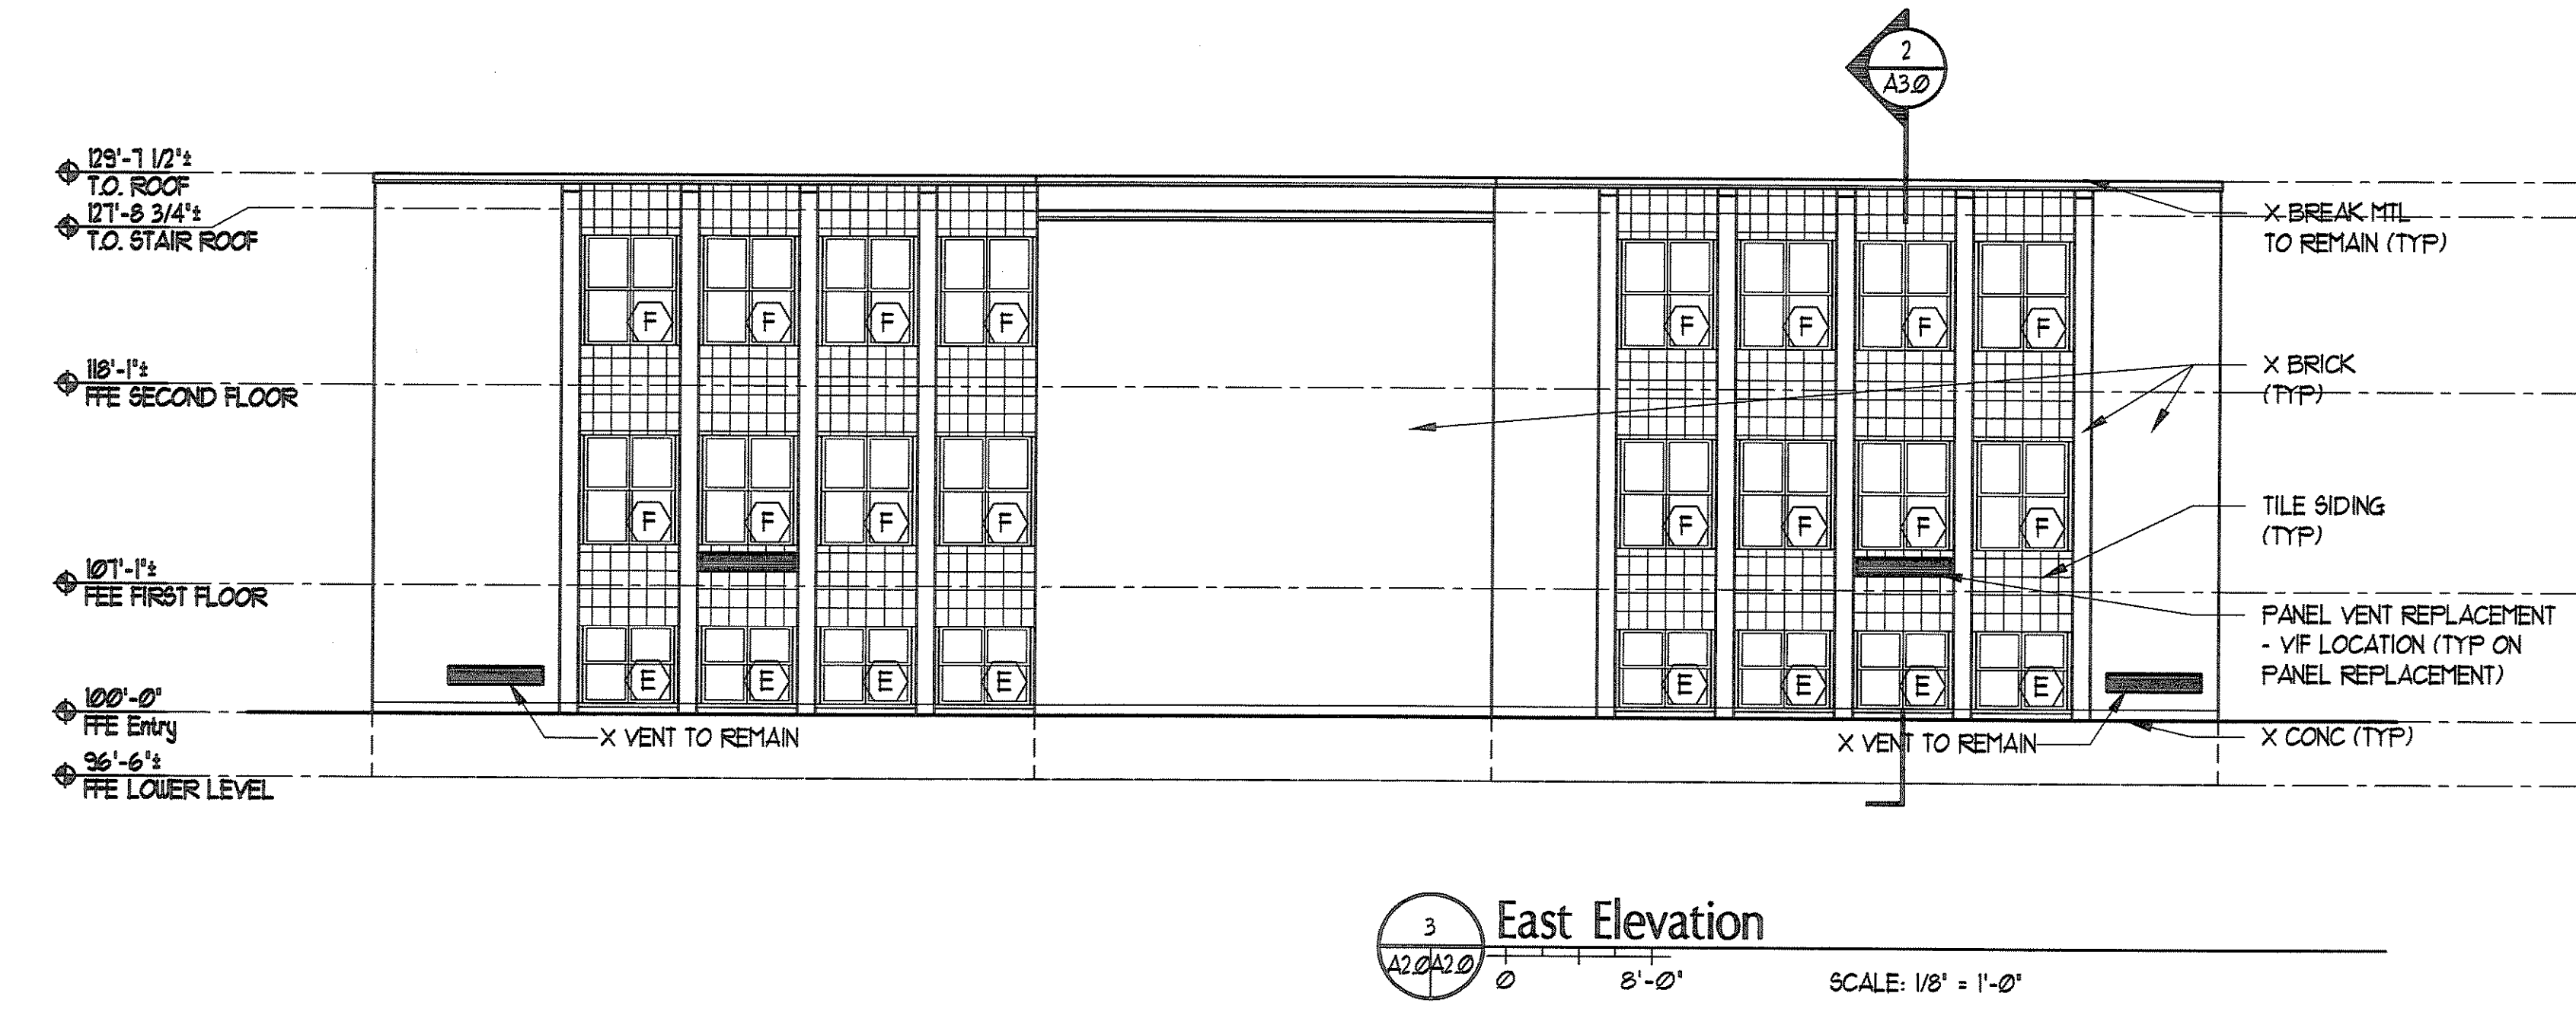 2
A3.0
129'-7 1/2"±
T.O. ROOF
127'-8 3/4"±
T.O. STAIR ROOF
X BREAK MTL
TO REMAIN (TYP)
F F F F F F F F
118'-1"±
FFE SECOND FLOOR
X BRICK
(TYP)
F F F F F F F F
TILE SIDING
(TYP)
107'-1"±
FFE FIRST FLOOR
PANEL VENT REPLACEMENT
- VIF LOCATION (TYP ON
PANEL REPLACEMENT)
E E E E E E E E
100'-0"
FFE Entry
X VENT TO REMAIN
X VENT TO REMAIN
X CONC (TYP)
96'-6"±
FFE LOWER LEVEL
3
A2.0 A2.0
East Elevation
0 8'-0"
SCALE: 1/8" = 1'-0"